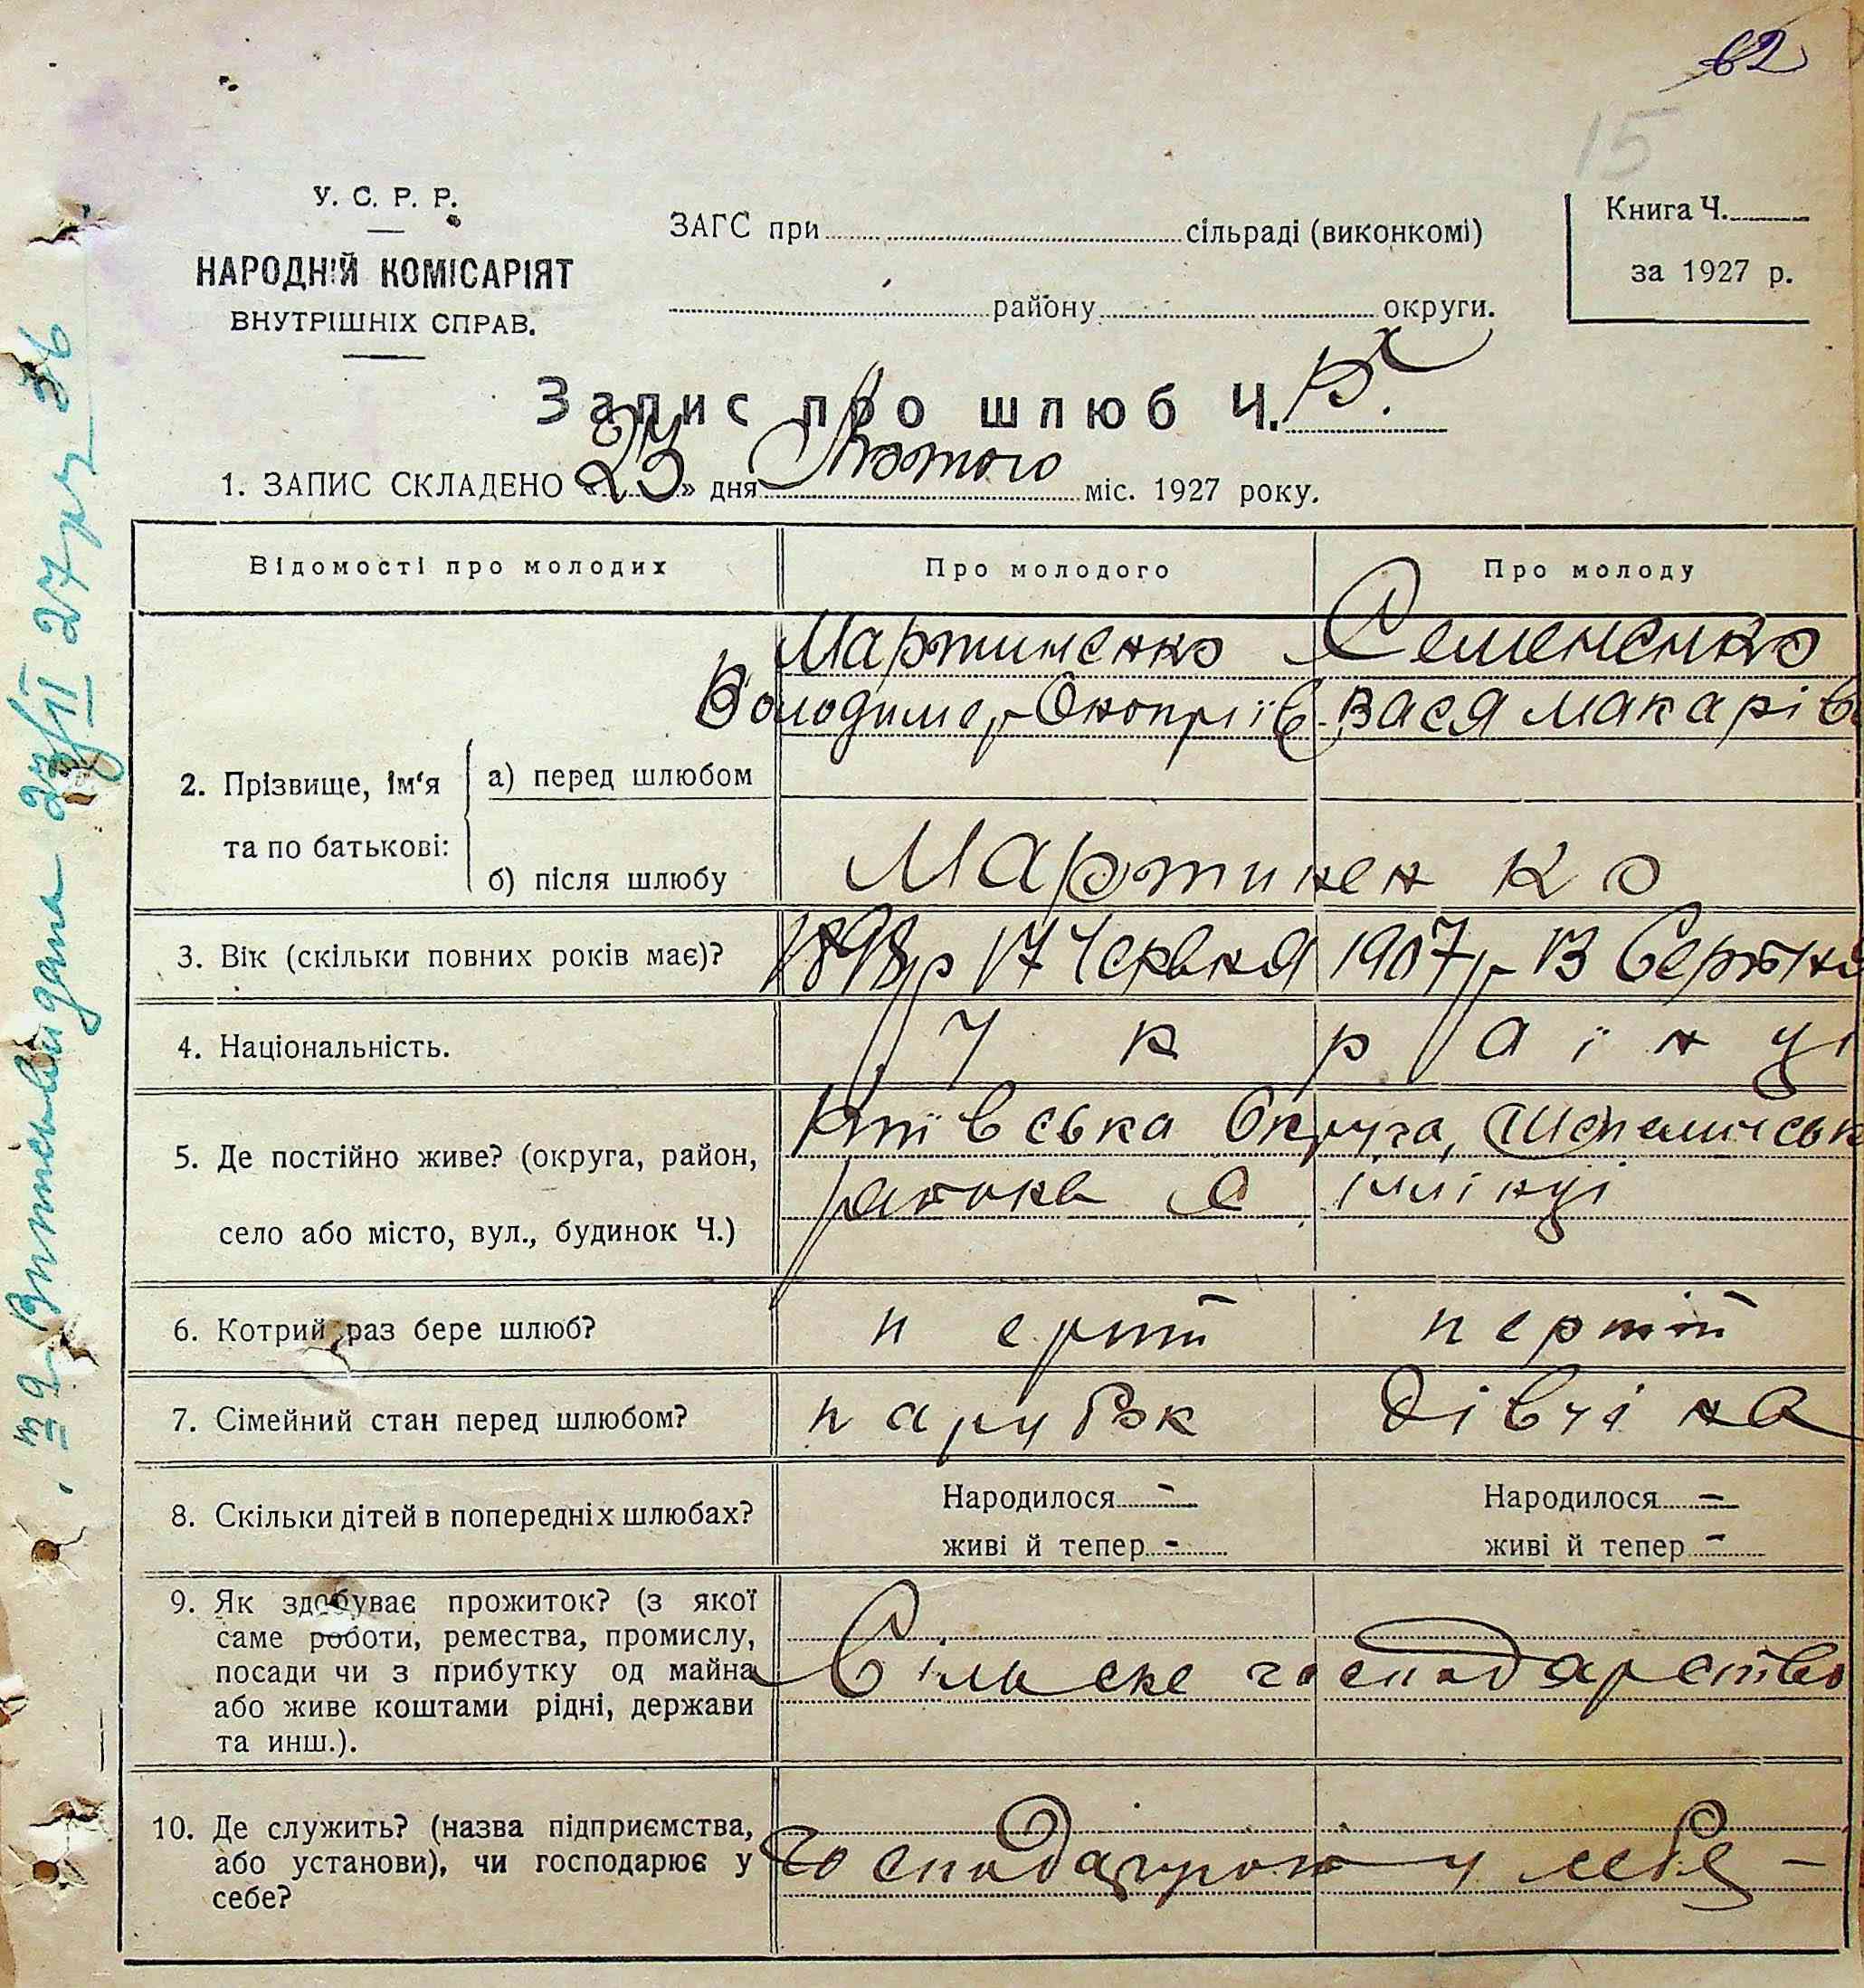 62
15
У. С. Р. Р.
НАРОДНІЙ КОМІСАРІЯТ
ВНУТРІШНІХ СПРАВ.
ЗАГС при сільраді (виконкомі)
району округи.
Книга Ч.
за 1927 р.
Запис про шлюб Ч.
1. ЗАПИС СКЛАДЕНО « 23 » дня Лютого міс. 1927 року.
Відомості про молодих Про молодого Про молоду
Мартиненко Семененко
Володимер Онопріїв Вася макарів
2. Прізвище, ім‘я та по батькові:
а) перед шлюбом
б) після шлюбу Мартиненко
3. Вік (скільки повних років має)? 1898 р 17 Червня 1907 р 13 Серпня
4. Національність. Українці
5. Де постійно живе? (округа, район, село або місто, вул., будинок Ч.)
Київська Округа,
6. Котрий раз бере шлюб? перший перший
7. Сімейний стан перед шлюбом? парубок дівчіна
8. Скільки дітей в попередніх шлюбах?
Народилося - Народилося -
живі й тепер - живі й тепер -
9. Як здобуває прожиток? (з якої
саме роботи, ремества, промислу,
посади чи з прибутку од майна
або живе коштами рідні, держави
та инш.).
Сільске господарство
10. Де служить? (назва підприємства,
або установи), чи господарює у
себе?
господарюют у себе -